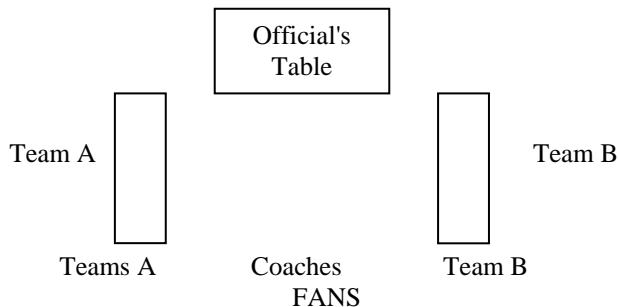 Official's
Table
Team A
Team B
Teams A
Coaches
Team B
FANS